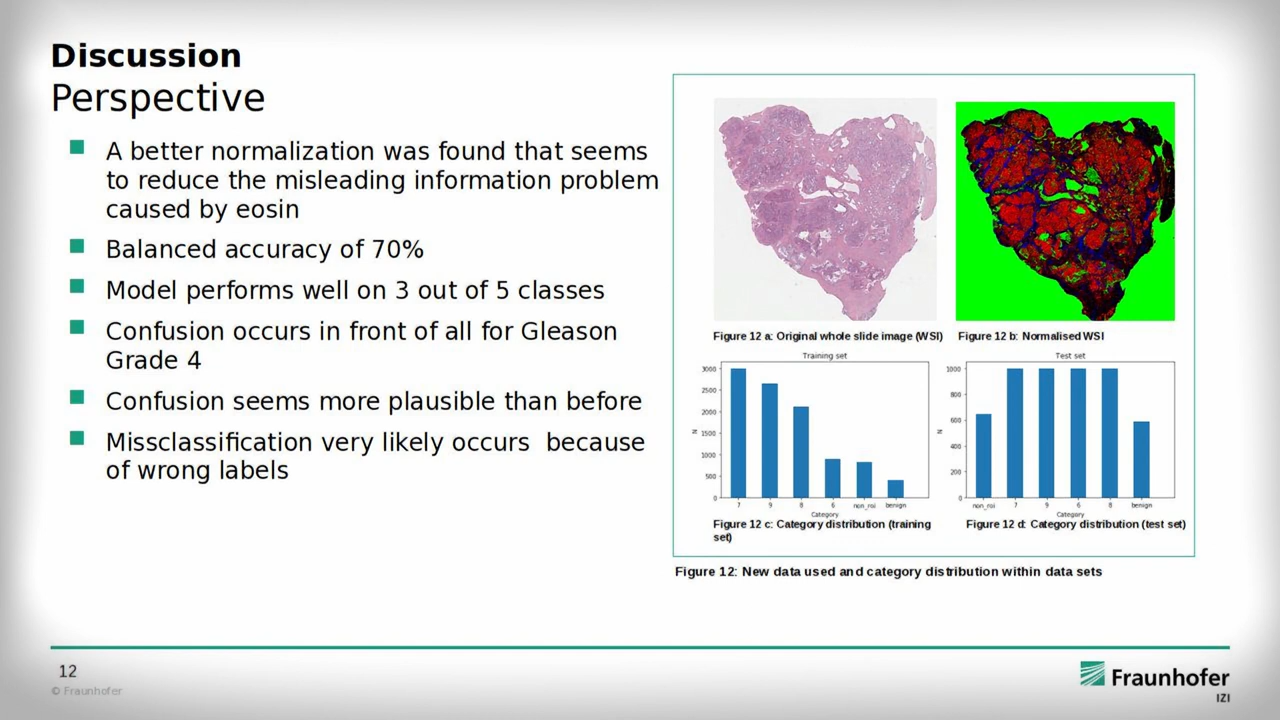 Discussion
Perspective
A better normalization was found that seems
to reduce the misleading information problem
caused by eosin
Balanced accuracy of 70%
Model performs well on 3 out of 5 classes
Confusion occurs in front of all for Gleason
Grade 4
Confusion seems more plausible than before
Missclassification very likely occurs  because
of wrong labels
Figure 12 a: Original whole slide image (WSI)
Figure 12 b: Normalised WSI
Training set
3000
2500
2000
1500
1000
500
0
N
7 9 8 6 non_roi benign
Category
Figure 12 c: Category distribution (training
set)
Test set
1000
800
600
400
200
0
N
non_roi 7 9 6 8 benign
Category
Figure 12 d: Category distribution (test set)
Figure 12: New data used and category distribution within data sets
12
© Fraunhofer
Fraunhofer
IZI